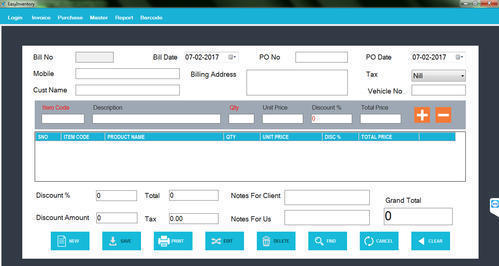 EasyInventory
Login Invoice Purchase Master Report Barcode
Bill No Bill Date 07-02-2017 PO No PO Date 07-02-2017
Mobile Billing Address Tax Nill
Cust Name Vehicle No
Item Code Description Qty Unit Price Discount % Total Price
0
SNO ITEM CODE PRODUCT NAME QTY UNIT PRICE DISC % TOTAL PRICE
Discount % 0 Total 0 Notes For Client Grand Total
Discount Amount 0 Tax 0.00 Notes For Us 0
NEW SAVE PRINT EDIT DELETE FIND CANCEL CLEAR